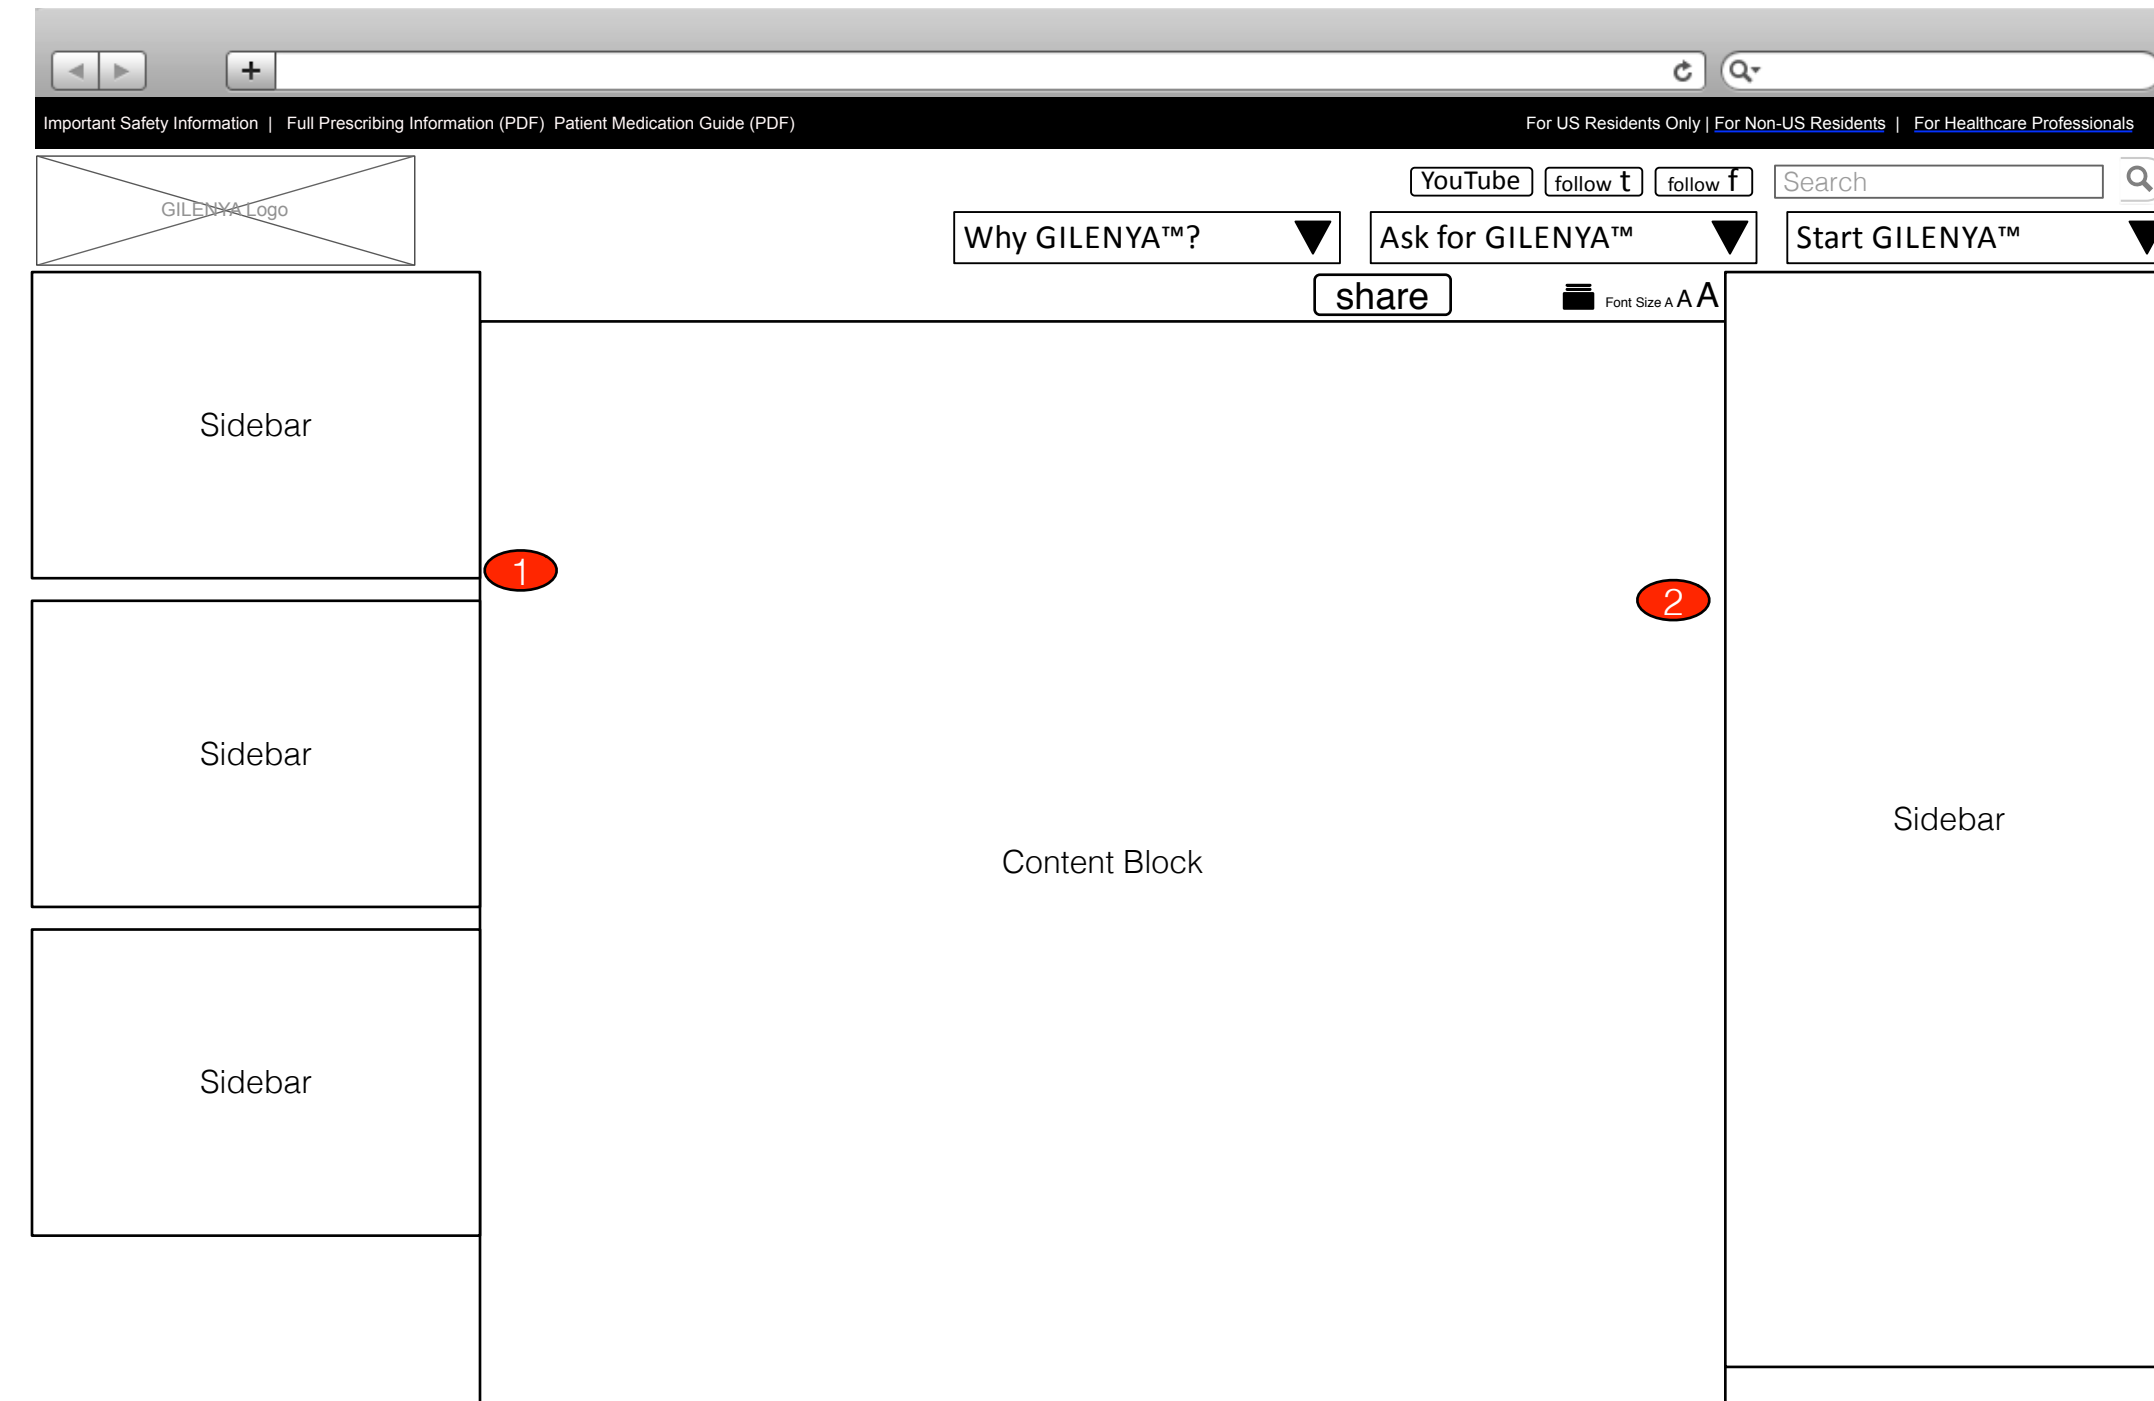 Important Safety Information | Full Prescribing Information (PDF) Patient Medication Guide (PDF)
For US Residents Only | For Non-US Residents | For Healthcare Professionals
GILENYA Logo
YouTube follow t follow f Search
Why GILENYA™? Ask for GILENYA™ Start GILENYA™
share Font Size A A A
Sidebar
1
2
Sidebar
Sidebar
Content Block
Sidebar